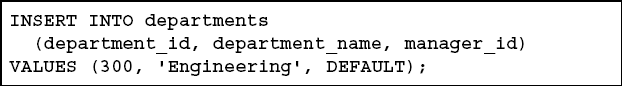 INSERT INTO departments
(department_id, department_name, manager_id)
VALUES (300, 'Engineering', DEFAULT);